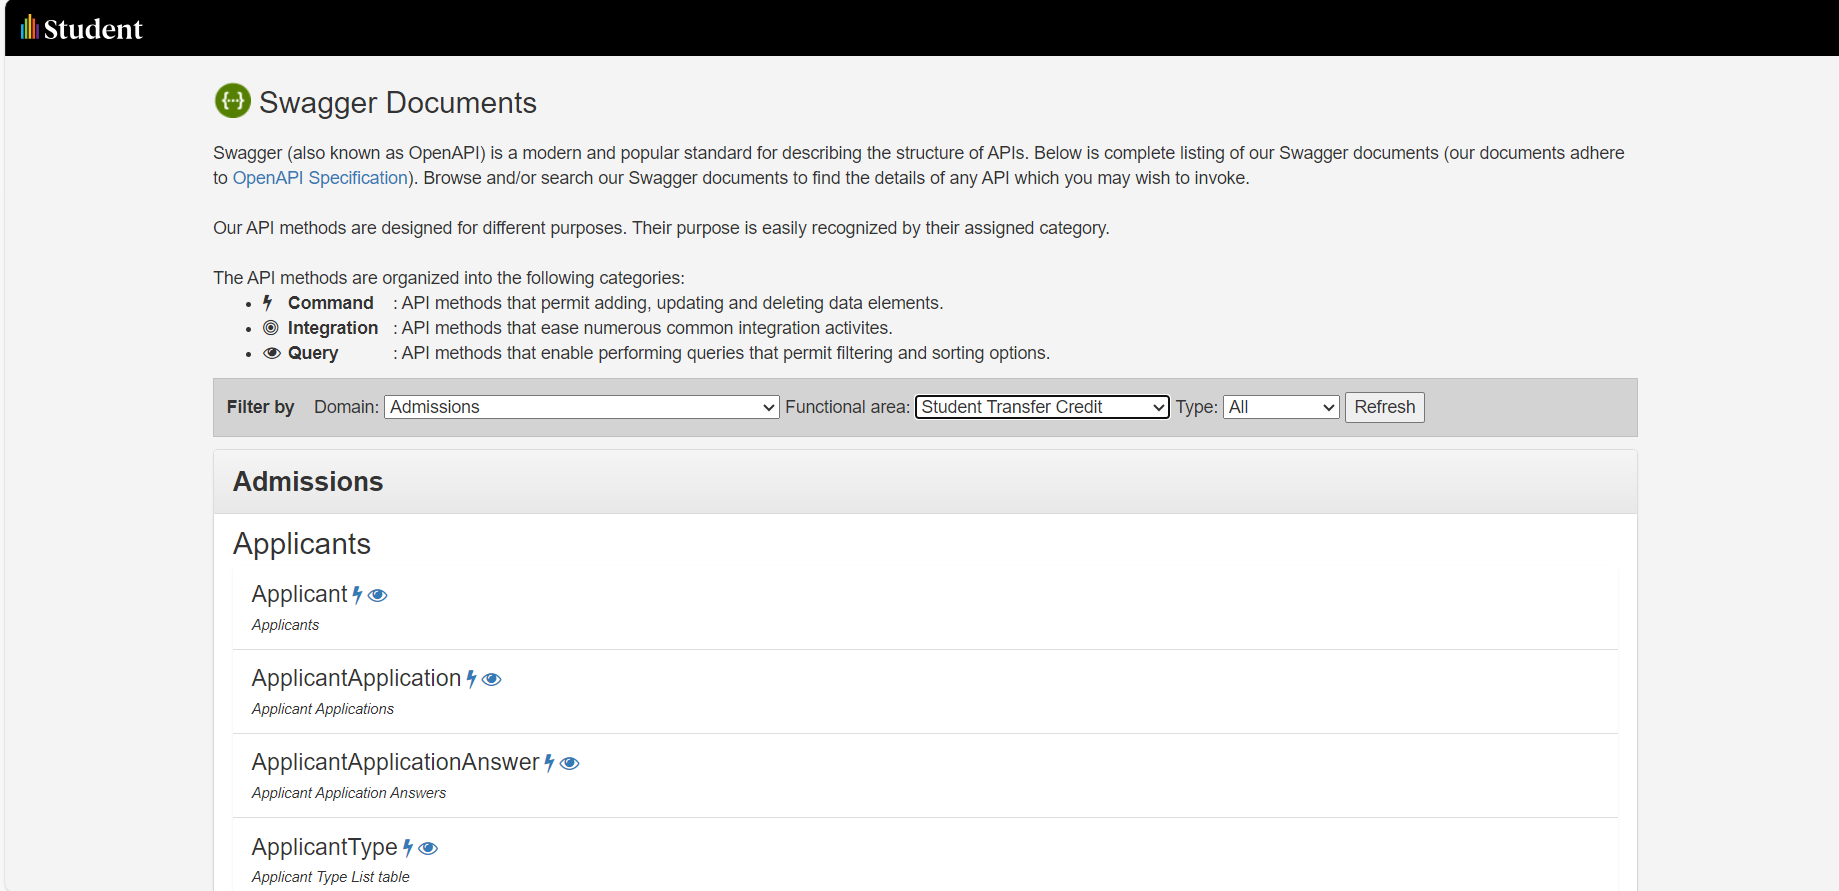 Student
Swagger Documents
Swagger (also known as OpenAPI) is a modern and popular standard for describing the structure of APIs. Below is complete listing of our Swagger documents (our documents adhere
to OpenAPI Specification). Browse and/or search our Swagger documents to find the details of any API which you may wish to invoke.
Our API methods are designed for different purposes. Their purpose is easily recognized by their assigned category.
The API methods are organized into the following categories:
Command : API methods that permit adding, updating and deleting data elements.
Integration : API methods that ease numerous common integration activites.
Query : API methods that enable performing queries that permit filtering and sorting options.
Filter by Domain: Admissions Functional area: Student Transfer Credit Type: All Refresh
Admissions
Applicants
Applicant
Applicants
ApplicantApplication
Applicant Applications
ApplicantApplicationAnswer
Applicant Application Answers
ApplicantType
Applicant Type List table